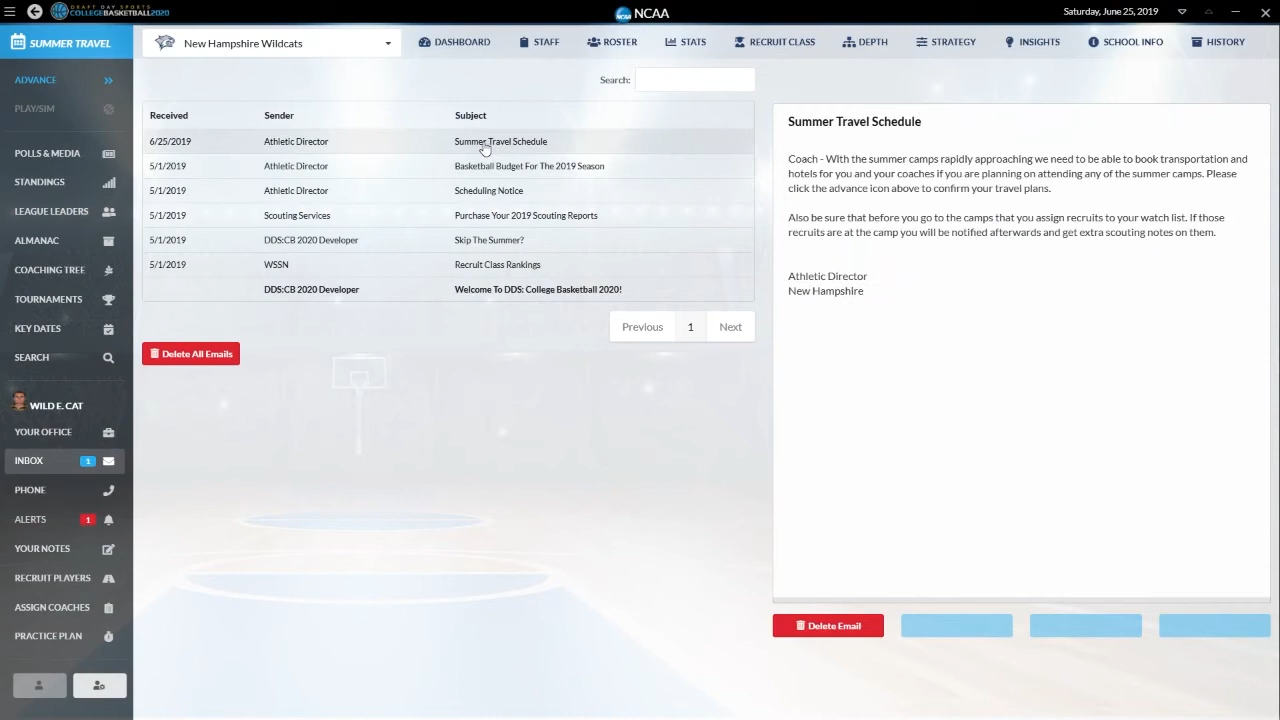 DRAFT DAY SPORTS
COLLEGEBASKETBALL2020
NCAA
NCAA
Saturday, June 25, 2019
SUMMER TRAVEL
New Hampshire Wildcats
DASHBOARD
STAFF
ROSTER
STATS
RECRUIT CLASS
DEPTH
STRATEGY
INSIGHTS
SCHOOL INFO
HISTORY
ADVANCE
PLAY/SIM
POLLS & MEDIA
STANDINGS
LEAGUE LEADERS
ALMANAC
COACHING TREE
TOURNAMENTS
KEY DATES
SEARCH
WILD E. CAT
YOUR OFFICE
INBOX 1
PHONE
ALERTS 1
YOUR NOTES
RECRUIT PLAYERS
ASSIGN COACHES
PRACTICE PLAN
Search:
Received Sender Subject
6/25/2019 Athletic Director Summer Travel Schedule
5/1/2019 Athletic Director Basketball Budget For The 2019 Season
5/1/2019 Athletic Director Scheduling Notice
5/1/2019 Scouting Services Purchase Your 2019 Scouting Reports
5/1/2019 DDS:CB 2020 Developer Skip The Summer?
5/1/2019 WSSN Recruit Class Rankings
DDS:CB 2020 Developer Welcome To DDS: College Basketball 2020!
Previous 1 Next
Delete All Emails
Summer Travel Schedule
Coach - With the summer camps rapidly approaching we need to be able to book transportation and
hotels for you and your coaches if you are planning on attending any of the summer camps. Please
click the advance icon above to confirm your travel plans.
Also be sure that before you go to the camps that you assign recruits to your watch list. If those
recruits are at the camp you will be notified afterwards and get extra scouting notes on them.
Athletic Director
New Hampshire
Delete Email